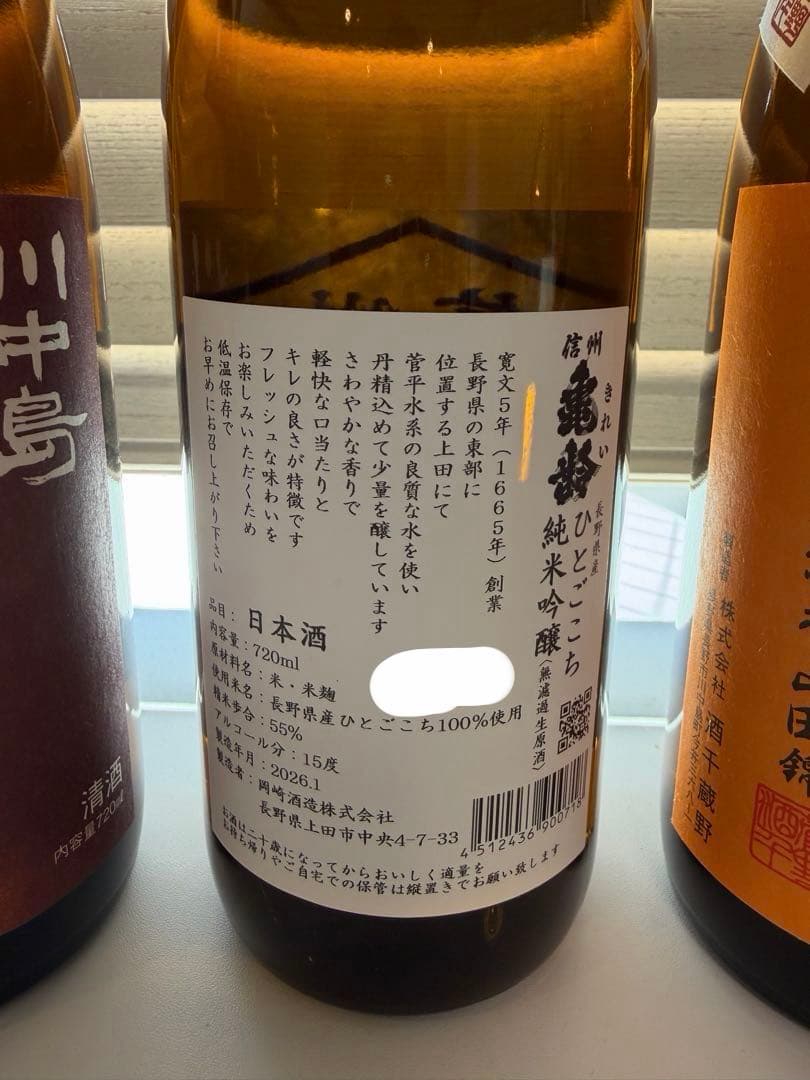 川中島
清酒
内容量720ml
信州
亀齢
きれい
長野県産
ひとごこち
純米吟醸
(無濾過生原酒)
寛文5年(1665年)創業
長野県の東部に
位置する上田にて
菅平水系の良質な水を使い
丹精込めて少量を醸しています
さわやかな香りで
軽快な口当たりと
キレの良さが特徴です
フレッシュな味わいを
お楽しみいただくため
低温保存で
お早めにお召し上がり下さい
品目:日本酒
内容量:720ml
原材料名:米・米麹
使用米名:長野県産ひとごこち100%使用
精米歩合:55%
アルコール分:15度
製造年月:2026.1
製造者:岡崎酒造株式会社
長野県上田市中央4-7-33
4512436900718
お酒は二十歳になってからおいしく適量を
お持ち帰りやご自宅での保管は縦置きでお願い致します
山田錦
製造者
株式会社 酒千蔵野